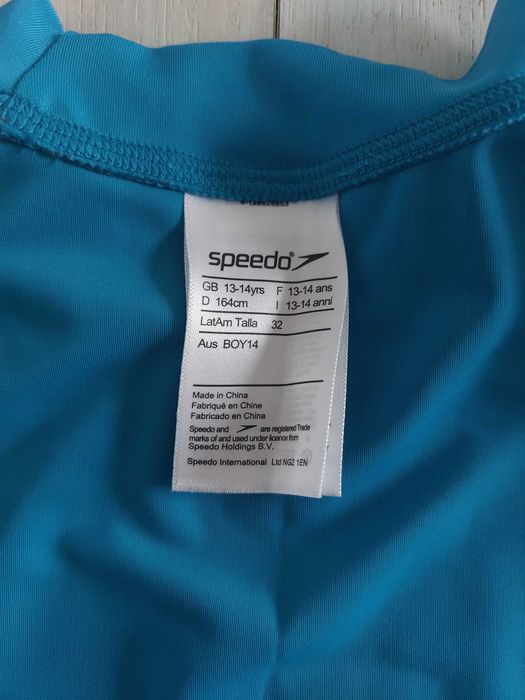 speedo
GB 13-14yrs F 13-14 ans
D 164cm I 13-14 anni
LatAm Talla 32
Aus BOY14
Made in China
Fabriqué en Chine
Fabricado en China
Speedo and are registered Trade
marks of and used under licence from
Speedo Holdings B.V.
Speedo International Ltd NG2 1EN